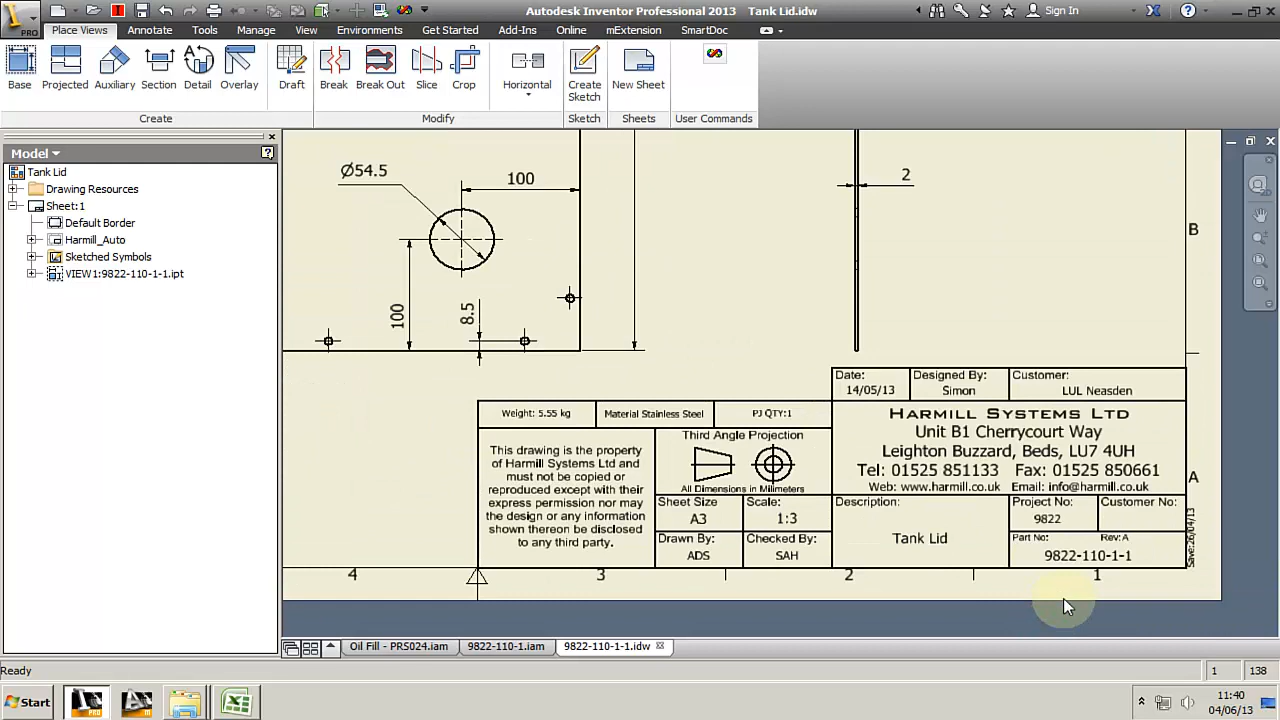 Autodesk Inventor Professional 2013 Tank Lid.idw
Sign In
PRO
Place Views Annotate Tools Manage View Environments Get Started Add-Ins Online mExtension SmartDoc
Base Projected Auxiliary Section Detail Overlay Draft Break Break Out Slice Crop Horizontal Create Sketch New Sheet
Create Modify Sketch Sheets User Commands
Model
Tank Lid
Drawing Resources
Sheet:1
Default Border
Harmill_Auto
Sketched Symbols
VIEW1:9822-110-1-1.ipt
Ø54.5
100
2
B
100
8.5
Date:
14/05/13
Designed By:
Simon
Customer:
LUL Neasden
Weight: 5.55 kg
Material Stainless Steel
PJ QTY:1
Harmill Systems Ltd
Unit B1 Cherrycourt Way
Leighton Buzzard, Beds, LU7 4UH
Tel: 01525 851133 Fax: 01525 850661
Web: www.harmill.co.uk Email: info@harmill.co.uk
This drawing is the property
of Harmill Systems Ltd and
must not be copied or
reproduced except with their
express permission nor may
the design or any information
shown thereon be disclosed
to any third party.
Third Angle Projection
All Dimensions in Milimeters
Sheet Size
A3
Scale:
1:3
Drawn By:
ADS
Checked By:
SAH
Description:
Tank Lid
Project No:
9822
Customer No:
Part No:
Rev:A
9822-110-1-1
A
Save:26/04/13
4 3 2 1
Oil Fill - PRS024.iam 9822-110-1.iam 9822-110-1-1.idw
Ready
1 138
Start
PRO
11:40
04/06/13